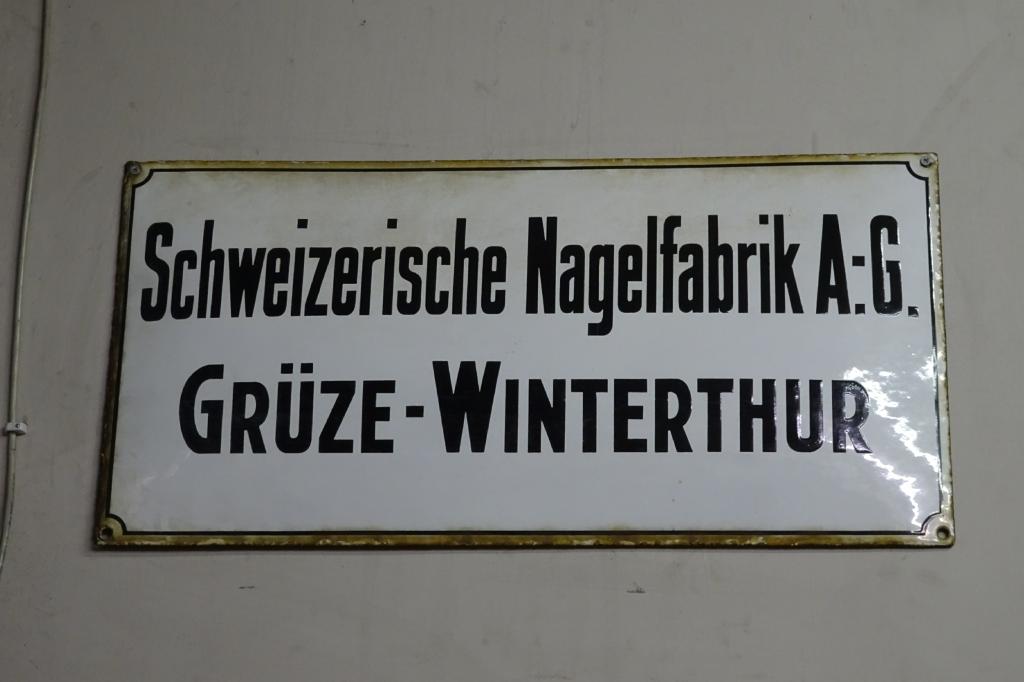 Schweizerische Nagelfabrik A.:G.
GRÜZE-WINTERTHUR